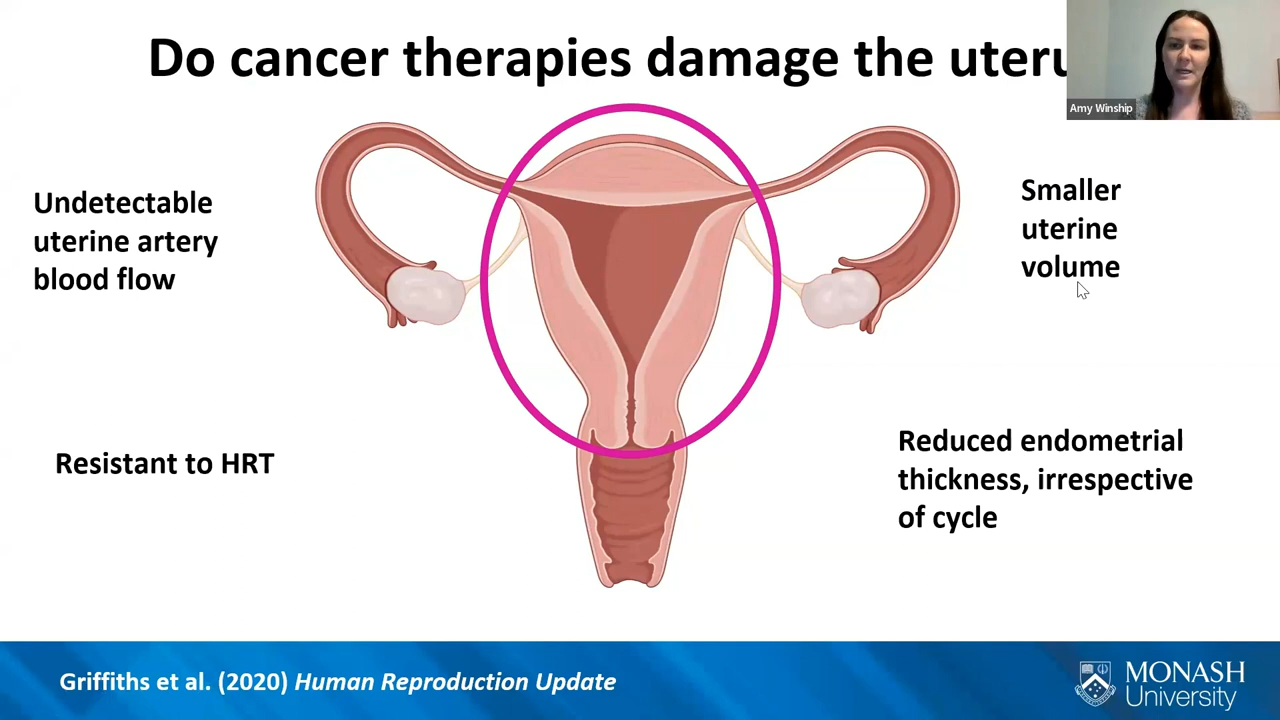 Do cancer therapies damage the uteru
Amy Winship
Undetectable
uterine artery
blood flow
Smaller
uterine
volume
Resistant to HRT
Reduced endometrial
thickness, irrespective
of cycle
Griffiths et al. (2020) Human Reproduction Update
MONASH
University